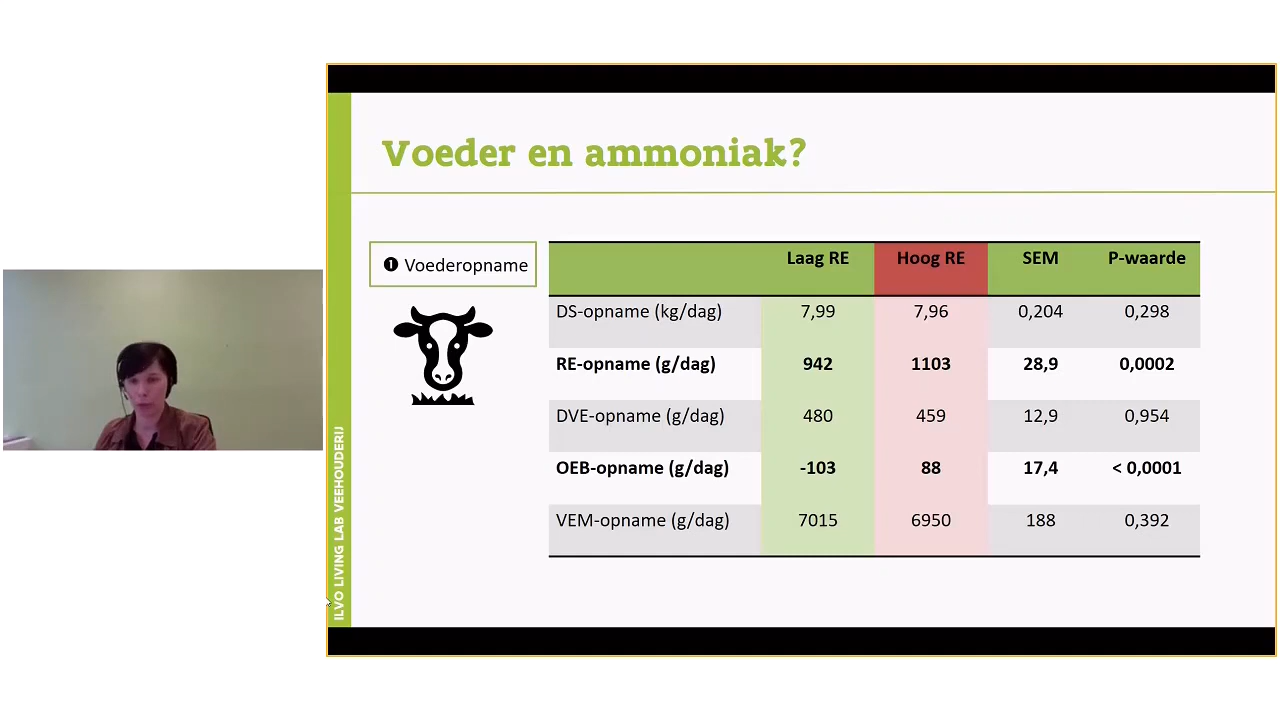 Voeder en ammoniak?
❶ Voederopname
Laag RE Hoog RE SEM P-waarde
DS-opname (kg/dag) 7,99 7,96 0,204 0,298
RE-opname (g/dag) 942 1103 28,9 0,0002
DVE-opname (g/dag) 480 459 12,9 0,954
OEB-opname (g/dag) -103 88 17,4 < 0,0001
VEM-opname (g/dag) 7015 6950 188 0,392
ILVO LIVING LAB VEEHOUDERIJ